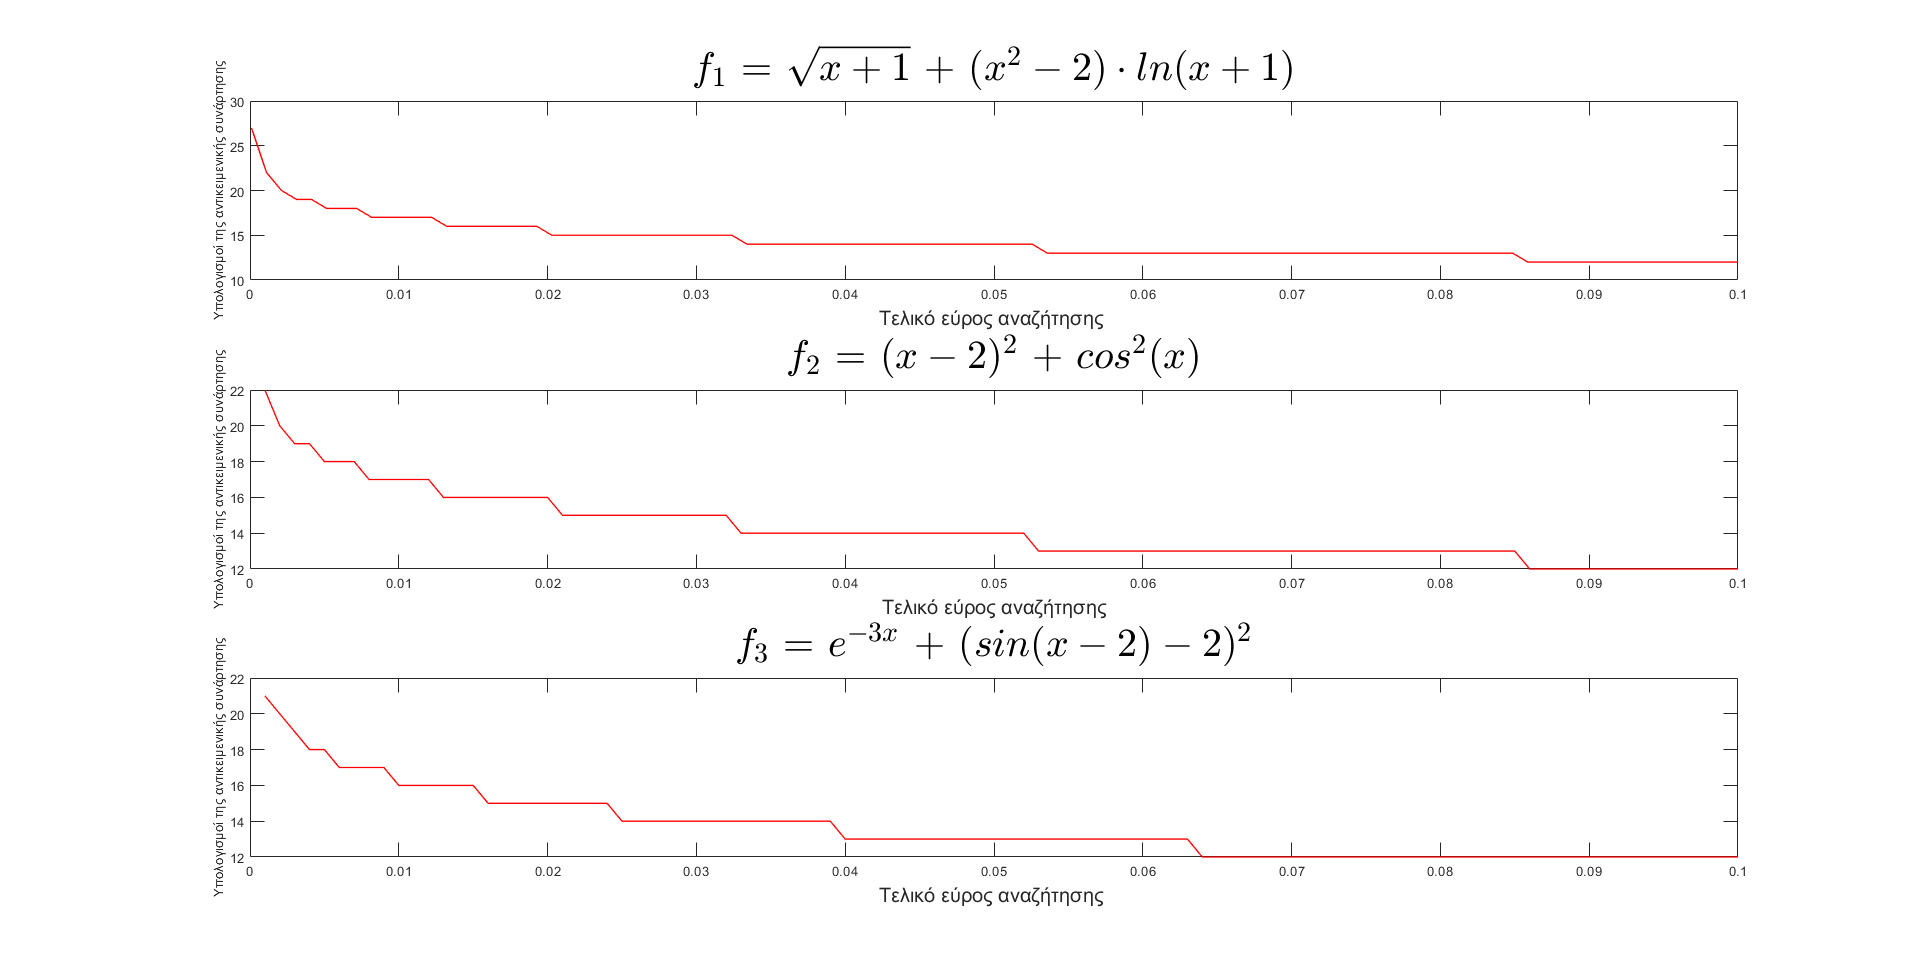 f₁ = √(x + 1) + (x² − 2) · ln(x + 1)
Υπολογισμοί της αντικειμενικής συνάρτησης
30
25
20
15
10
0 0.01 0.02 0.03 0.04 0.05 0.06 0.07 0.08 0.09 0.1
Τελικό εύρος αναζήτησης
f₂ = (x − 2)² + cos²(x)
Υπολογισμοί της αντικειμενικής συνάρτησης
22
20
18
16
14
12
0 0.01 0.02 0.03 0.04 0.05 0.06 0.07 0.08 0.09 0.1
Τελικό εύρος αναζήτησης
f₃ = e⁻³ˣ + (sin(x − 2) − 2)²
Υπολογισμοί της αντικειμενικής συνάρτησης
22
20
18
16
14
12
0 0.01 0.02 0.03 0.04 0.05 0.06 0.07 0.08 0.09 0.1
Τελικό εύρος αναζήτησης